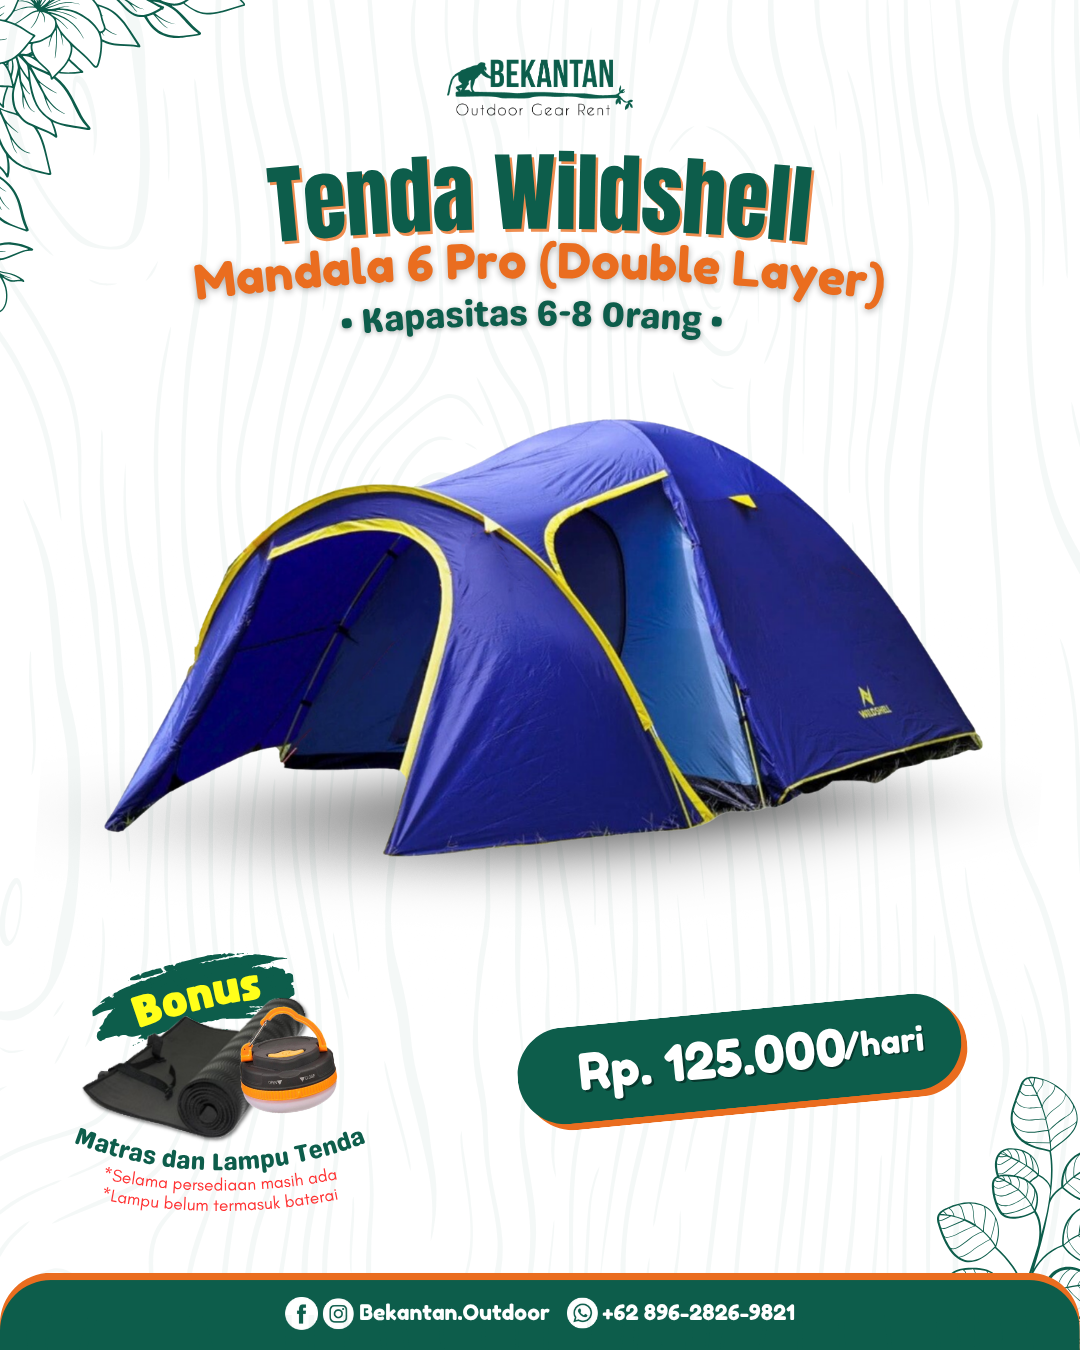 BEKANTAN
Outdoor Gear Rent
Tenda Wildshell
Mandala 6 Pro (Double Layer)
• Kapasitas 6-8 Orang •
WILDSHELL
Bonus
Matras dan Lampu Tenda
*Selama persediaan masih ada
*Lampu belum termasuk baterai
Rp. 125.000/hari
Bekantan.Outdoor
+62 896-2826-9821